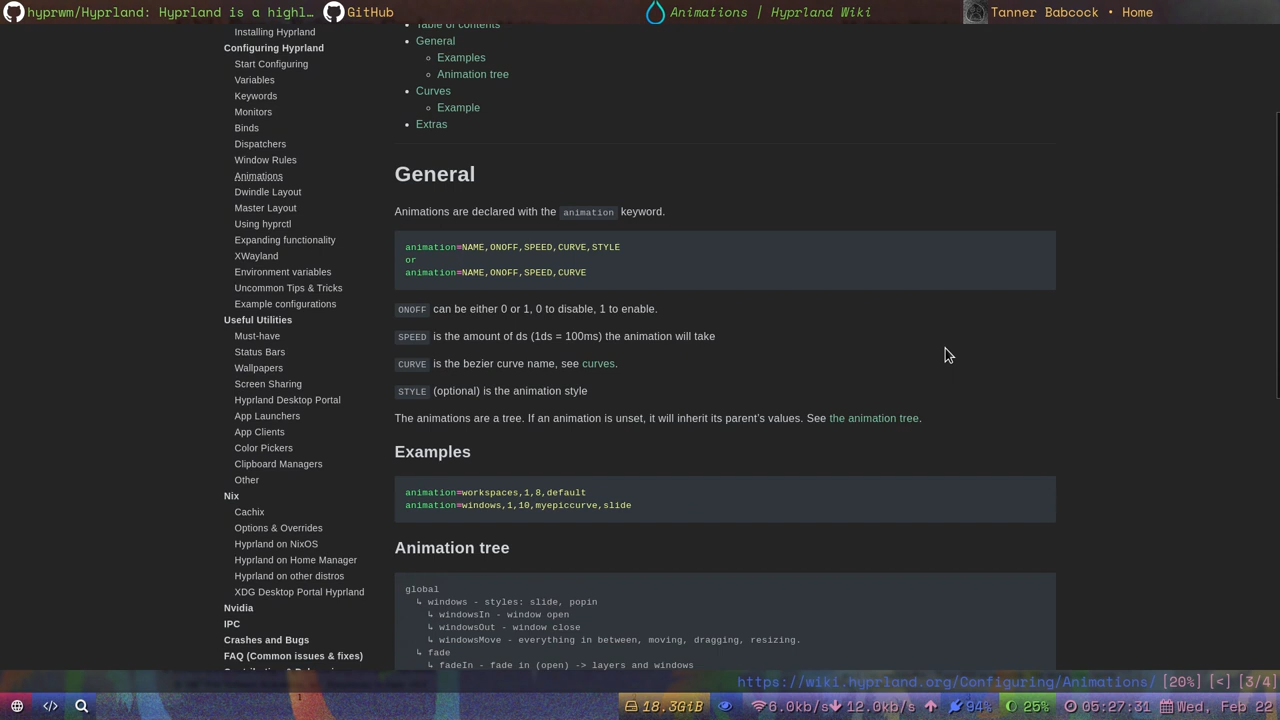 hyprwm/Hyprland: Hyprland is a highl…
GitHub
Animations | Hyprland Wiki
Tanner Babcock • Home
Installing Hyprland
Configuring Hyprland
Start Configuring
Variables
Keywords
Monitors
Binds
Dispatchers
Window Rules
Animations
Dwindle Layout
Master Layout
Using hyprctl
Expanding functionality
XWayland
Environment variables
Uncommon Tips & Tricks
Example configurations
Useful Utilities
Must-have
Status Bars
Wallpapers
Screen Sharing
Hyprland Desktop Portal
App Launchers
App Clients
Color Pickers
Clipboard Managers
Other
Nix
Cachix
Options & Overrides
Hyprland on NixOS
Hyprland on Home Manager
Hyprland on other distros
XDG Desktop Portal Hyprland
Nvidia
IPC
Crashes and Bugs
FAQ (Common issues & fixes)
Table of contents
• General
◦ Examples
◦ Animation tree
• Curves
◦ Example
• Extras
General
Animations are declared with the animation keyword.
animation=NAME,ONOFF,SPEED,CURVE,STYLE
or
animation=NAME,ONOFF,SPEED,CURVE
ONOFF can be either 0 or 1, 0 to disable, 1 to enable.
SPEED is the amount of ds (1ds = 100ms) the animation will take
CURVE is the bezier curve name, see curves.
STYLE (optional) is the animation style
The animations are a tree. If an animation is unset, it will inherit its parent's values. See the animation tree.
Examples
animation=workspaces,1,8,default
animation=windows,1,10,myepiccurve,slide
Animation tree
global
↳ windows - styles: slide, popin
↳ windowsIn - window open
↳ windowsOut - window close
↳ windowsMove - everything in between, moving, dragging, resizing.
↳ fade
↳ fadeIn - fade in (open) -> layers and windows
https://wiki.hyprland.org/Configuring/Animations/ [20%] [<] [3/4]
18.3GiB
6.0kb/s
12.0kb/s
94%
25%
05:27:31
Wed, Feb 22